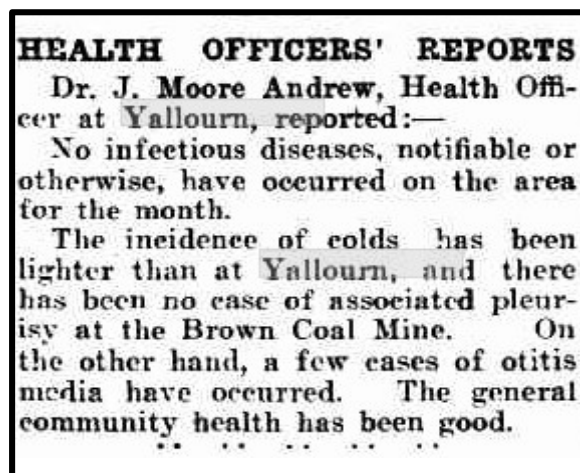 HEALTH OFFICERS' REPORTS
Dr. J. Moore Andrew, Health Offi-
cer at Yallourn, reported:—
No infectious diseases, notifiable or
otherwise, have occurred on the area
for the month.
The incidence of colds has been
lighter than at Yallourn, and there
has been no case of associated pleur-
isy at the Brown Coal Mine. On
the other hand, a few cases of otitis
media have occurred. The general
community health has been good.